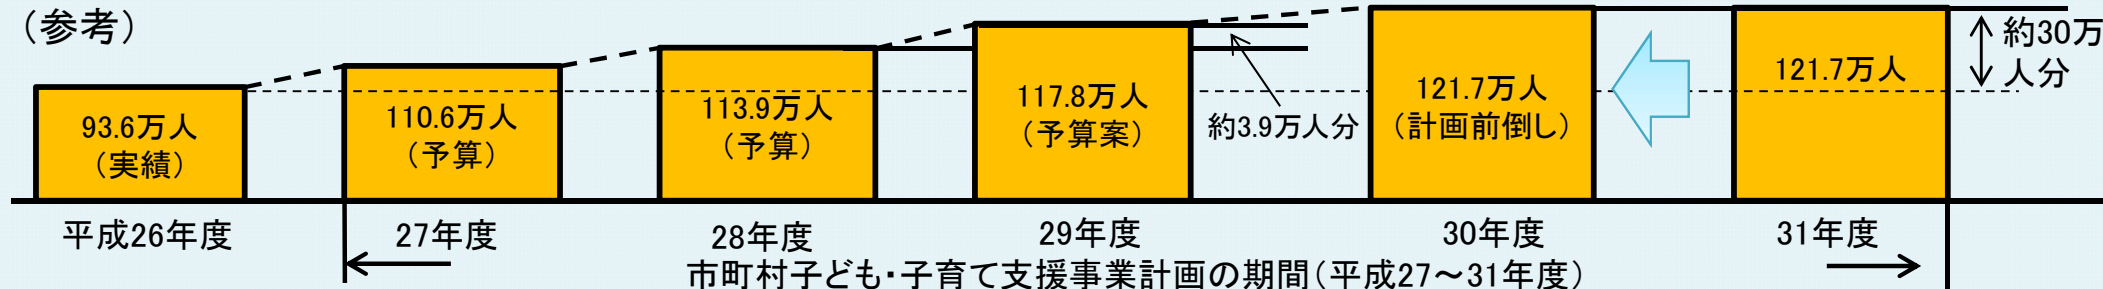 （参考）
93.6万人
（実績）
110.6万人
（予算）
113.9万人
（予算）
117.8万人
（予算案）
約3.9万人分
121.7万人
（計画前倒し）
121.7万人
約30万
人分
平成26年度
27年度
28年度
29年度
30年度
31年度
市町村子ども・子育て支援事業計画の期間（平成27～31年度）